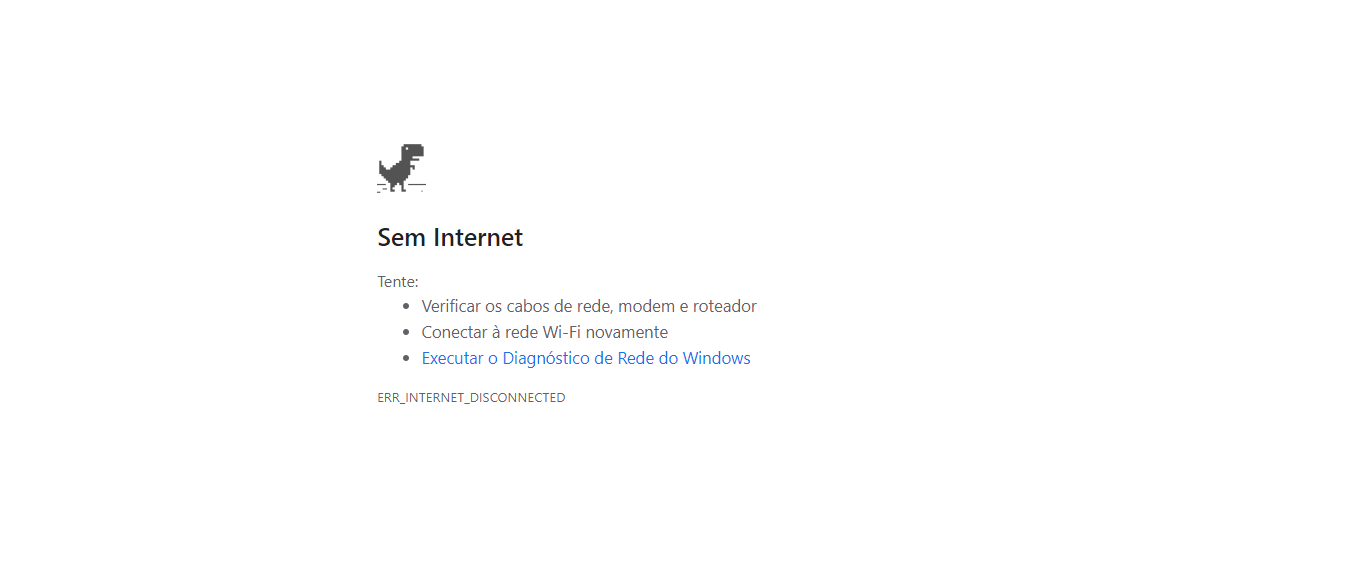 Sem Internet
Tente:
Verificar os cabos de rede, modem e roteador
Conectar à rede Wi-Fi novamente
Executar o Diagnóstico de Rede do Windows
ERR_INTERNET_DISCONNECTED